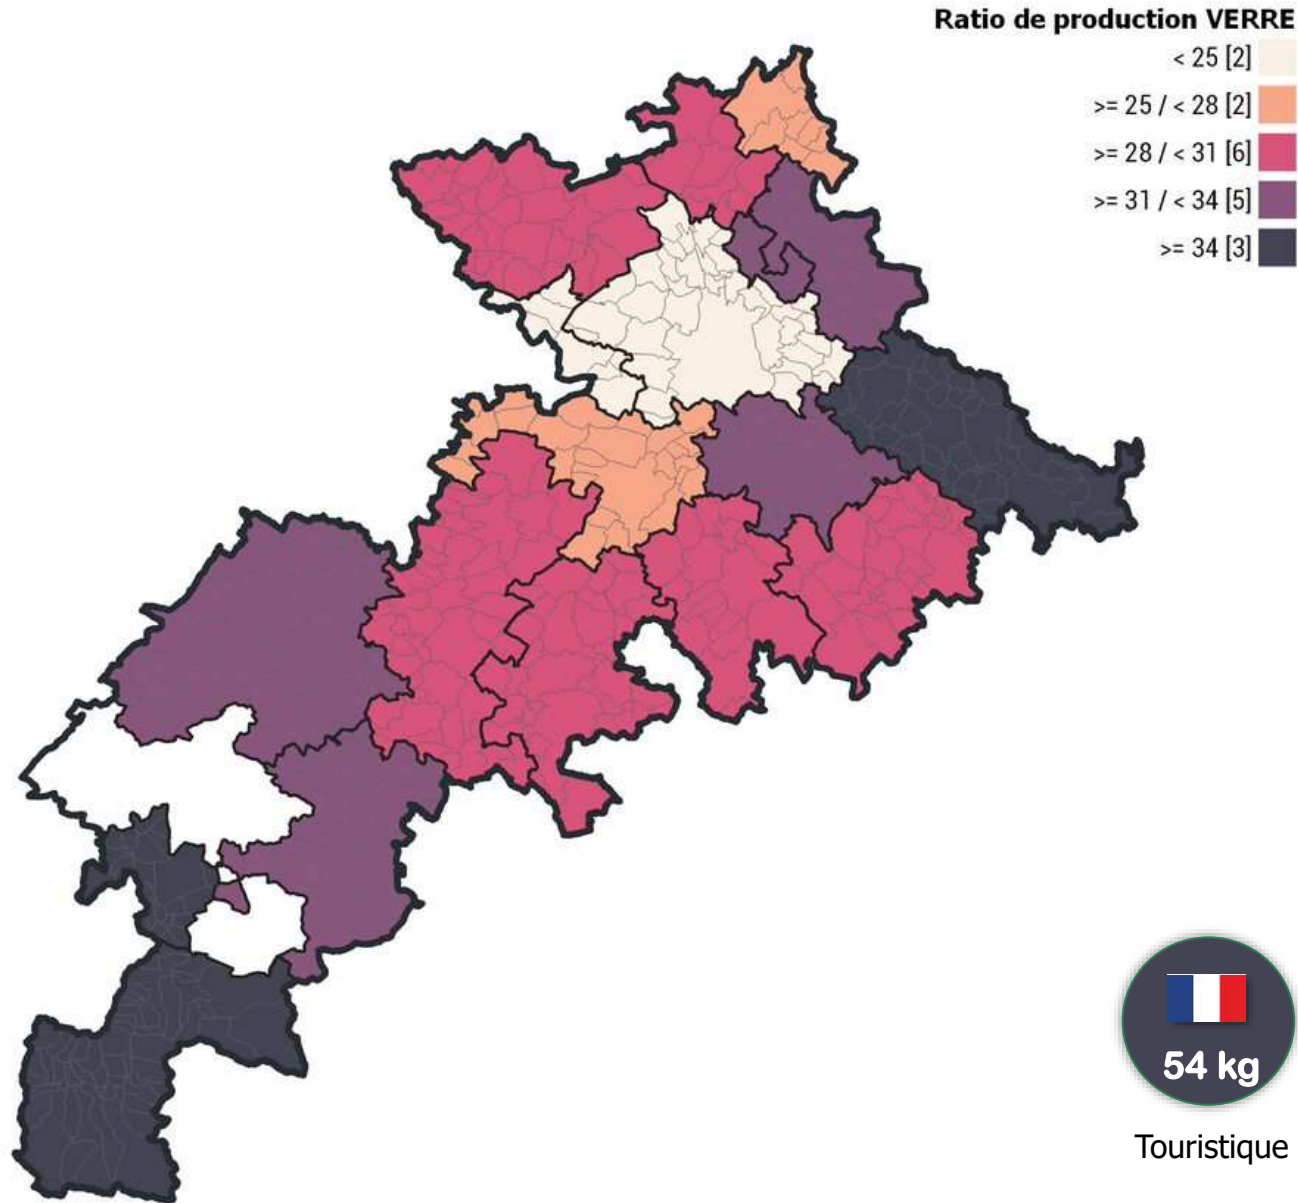 Ratio de production VERRE
< 25 [2]
>= 25 / < 28 [2]
>= 28 / < 31 [6]
>= 31 / < 34 [5]
>= 34 [3]
54 kg
Touristique